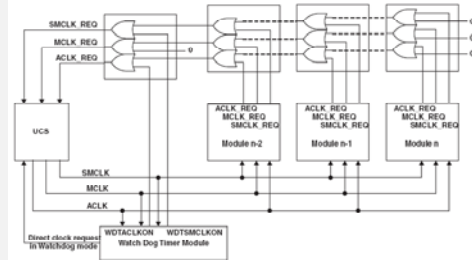 SMCLK_REQ
MCLK_REQ
ACLK_REQ
0
UCS
ACLK_REQ
MCLK_REQ
SMCLK_REQ
Module n-2
ACLK_REQ
MCLK_REQ
SMCLK_REQ
Module n-1
ACLK_REQ
MCLK_REQ
SMCLK_REQ
Module n
SMCLK
MCLK
ACLK
Direct clock request
in Watchdog mode
WDTACLKON
WDTSMCLKON
Watch Dog Timer Module